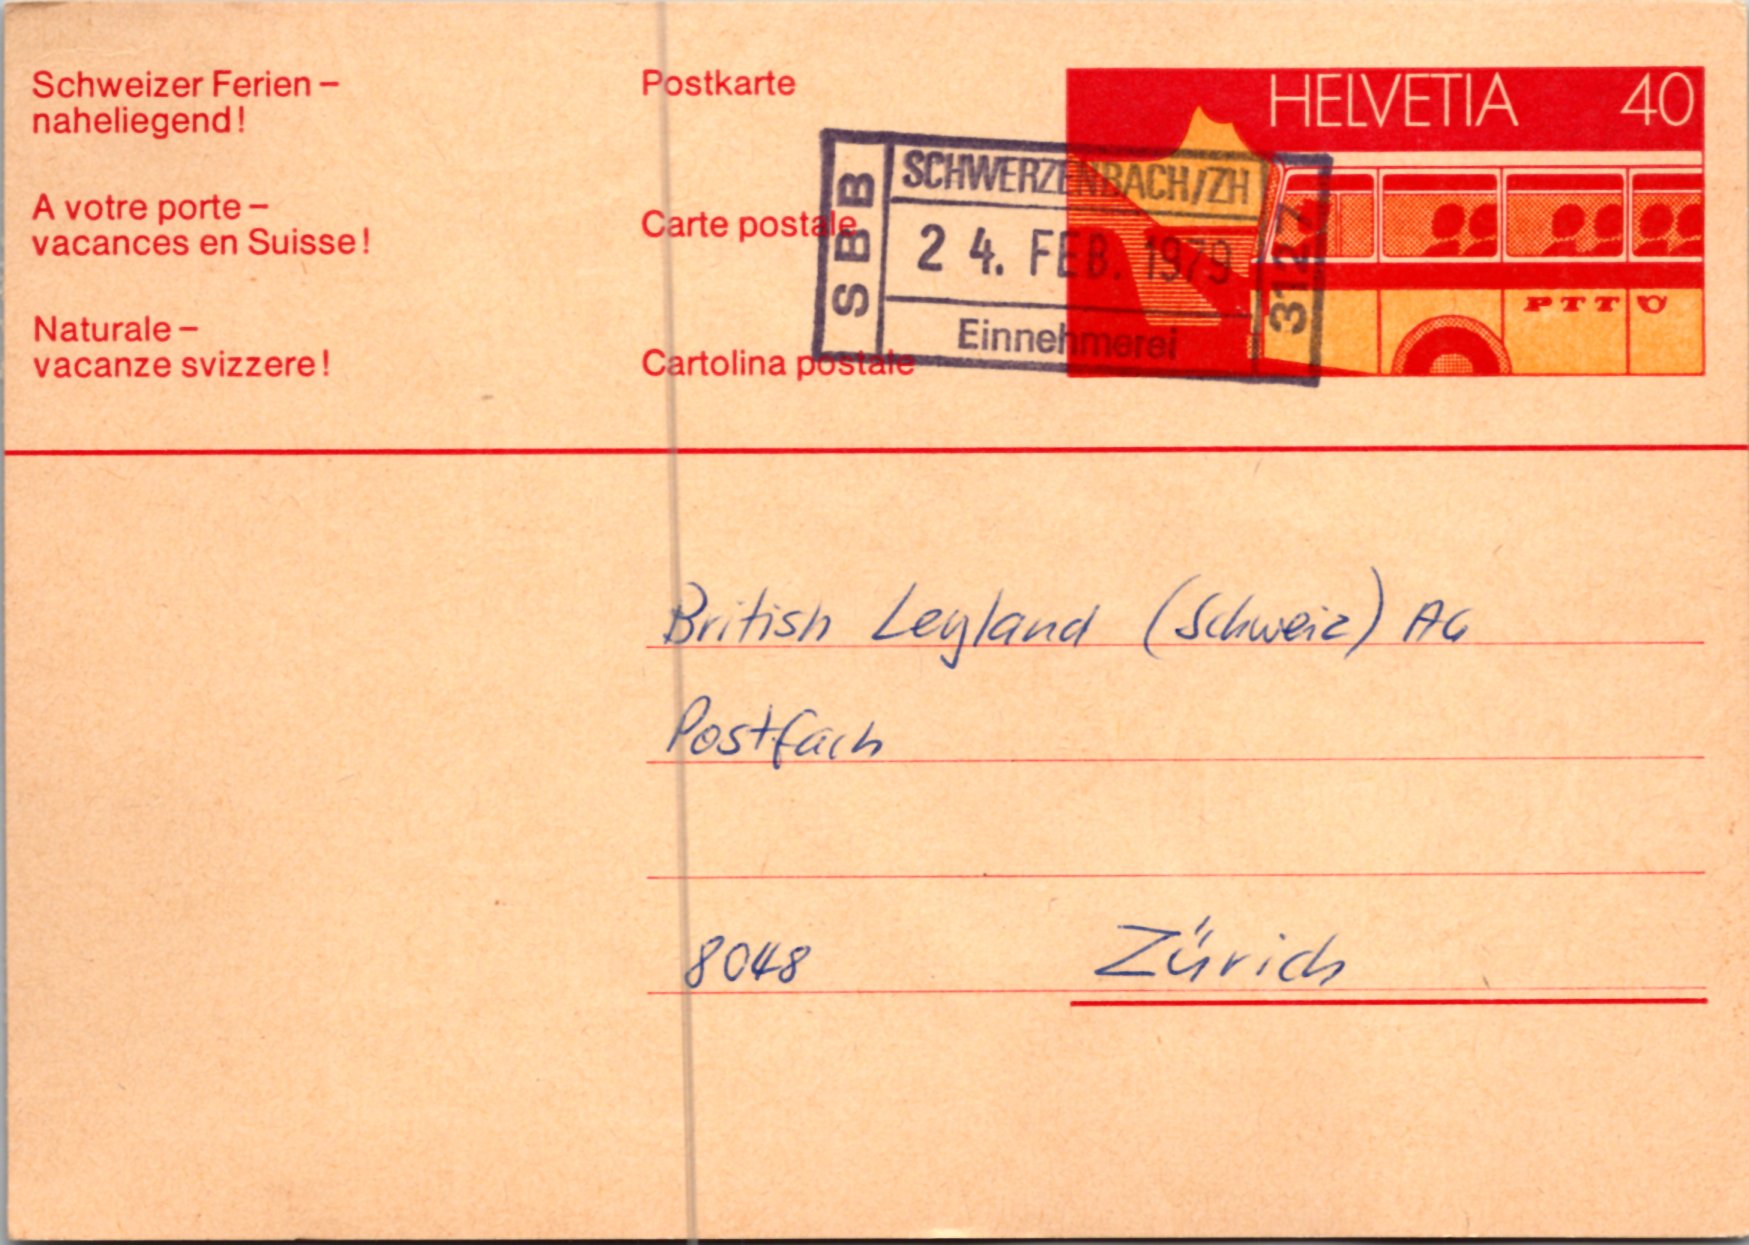 Schweizer Ferien –
naheliegend!
A votre porte –
vacances en Suisse!
Naturale –
vacanze svizzere!
Postkarte
Carte postale
Cartolina postale
HELVETIA 40
PTT
SBB
SCHWERZENBACH/ZH
24. FEB. 1979
Einnehmerei
3127
British Leyland (Schweiz) AG
Postfach
8048 Zürich